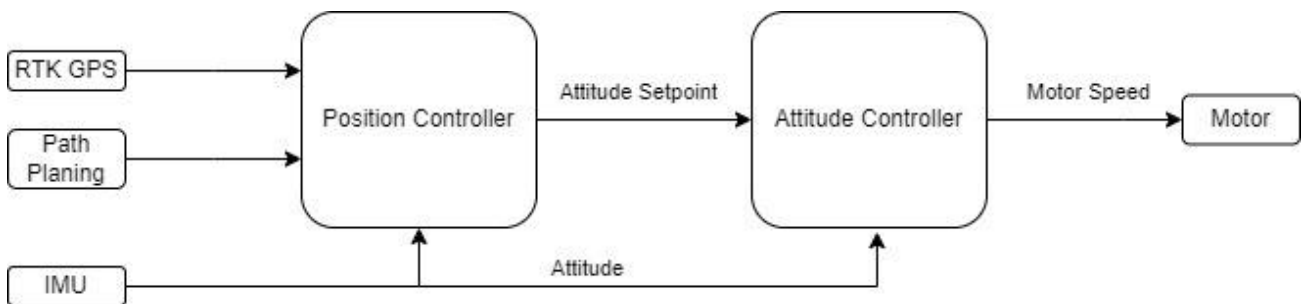 RTK GPS
Path
Planing
IMU
Position Controller
Attitude Setpoint
Attitude
Attitude Controller
Motor Speed
Motor